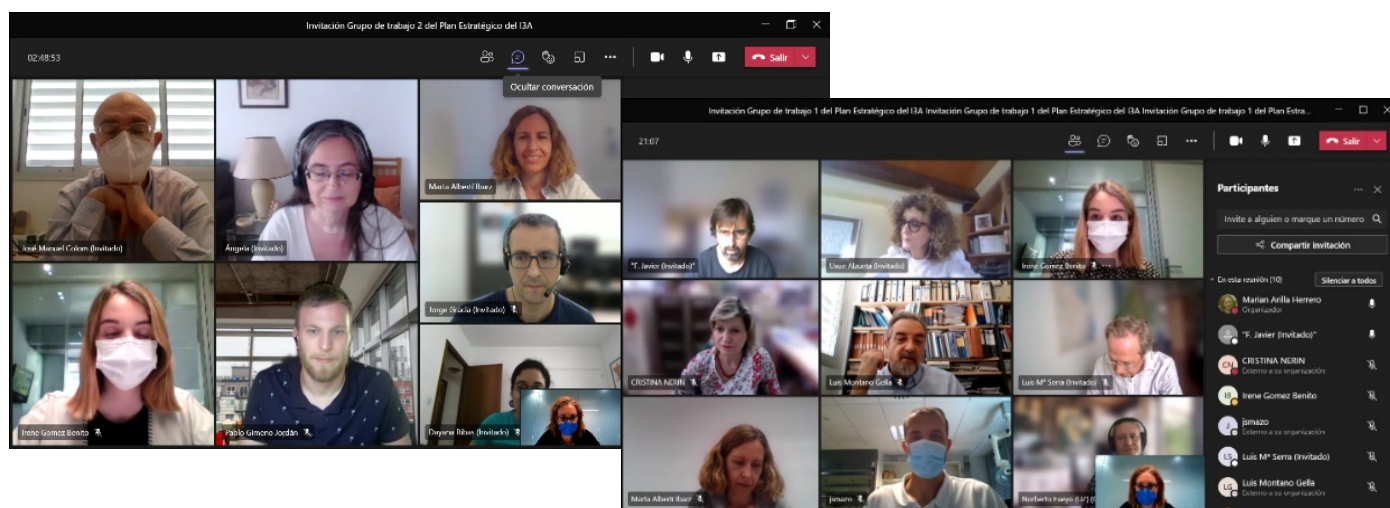 Invitación Grupo de trabajo 2 del Plan Estratégico del I3A
02:48:53
Salir
Ocultar conversación
José Manuel Colom (Invitado)
Ángela (Invitado)
Marta Albertí Ibarz
Jorge Gracia (Invitado)
Irene Gomez Benito
Pablo Gimeno Jordán
Dayana Ribas (Invitado)
Invitación Grupo de trabajo 1 del Plan Estratégico del I3A Invitación Grupo de trabajo 1 del Plan Estratégico del I3A Invitación Grupo de trabajo 1 del Plan Estra...
21:07
Salir
"F. Javier (Invitado)"
Usue Alzueta (Invitado)
Irene Gomez Benito
CRISTINA NERIN
Luis Montano Gella
Luis Mª Serra (Invitado)
Marta Albertí Ibarz
jsmazo
Participantes
Invite a alguien o marque un número
Compartir invitación
En esta reunión (10)
Silenciar a todos
Marian Arilla Herrero
Organizador
"F. Javier (Invitado)"
CN
CRISTINA NERIN
Externo a su organización
Irene Gomez Benito
J
jsmazo
Externo a su organización
LS
Luis Mª Serra (Invitado)
LG
Luis Montano Gella
Externo a su organización